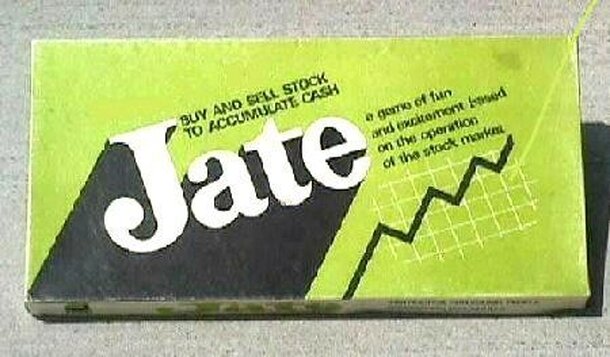 BUY AND SELL STOCK
TO ACCUMULATE CASH
Jate
a game of fun
and excitement based
on the operation
of the stock market
Jate